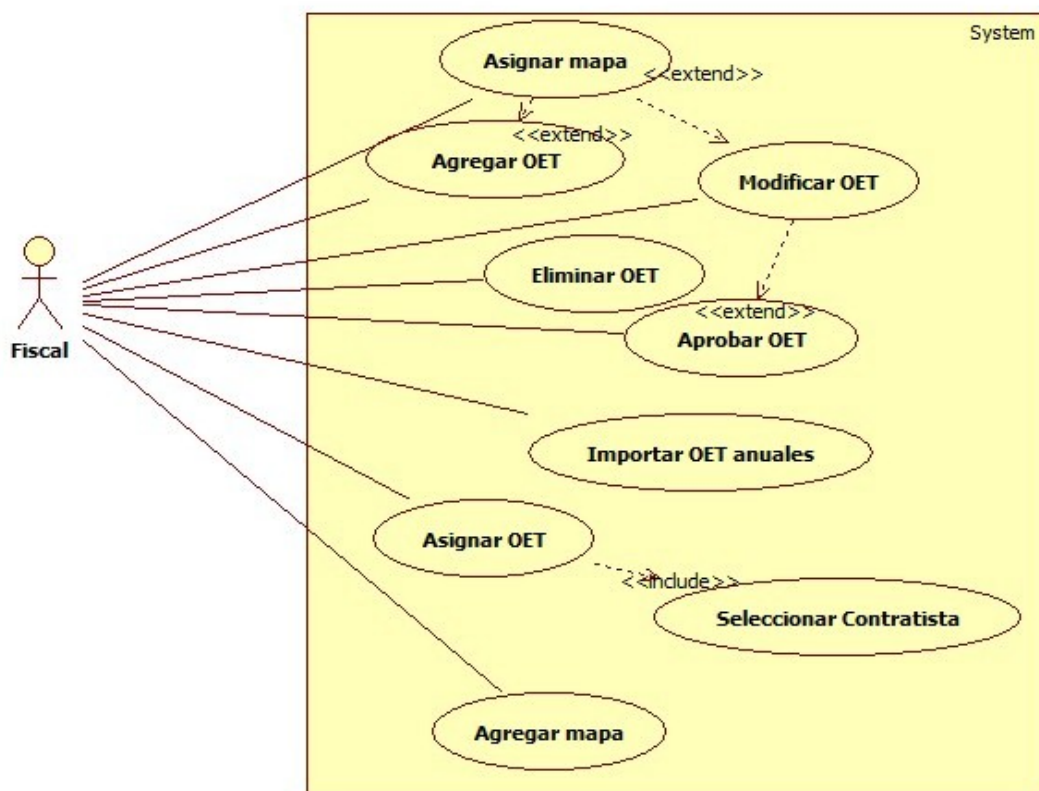 System
Asignar mapa
<<extend>>
<<extend>>
Agregar OET
Modificar OET
Eliminar OET
<<extend>>
Aprobar OET
Fiscal
Importar OET anuales
Asignar OET
<<include>>
Seleccionar Contratista
Agregar mapa